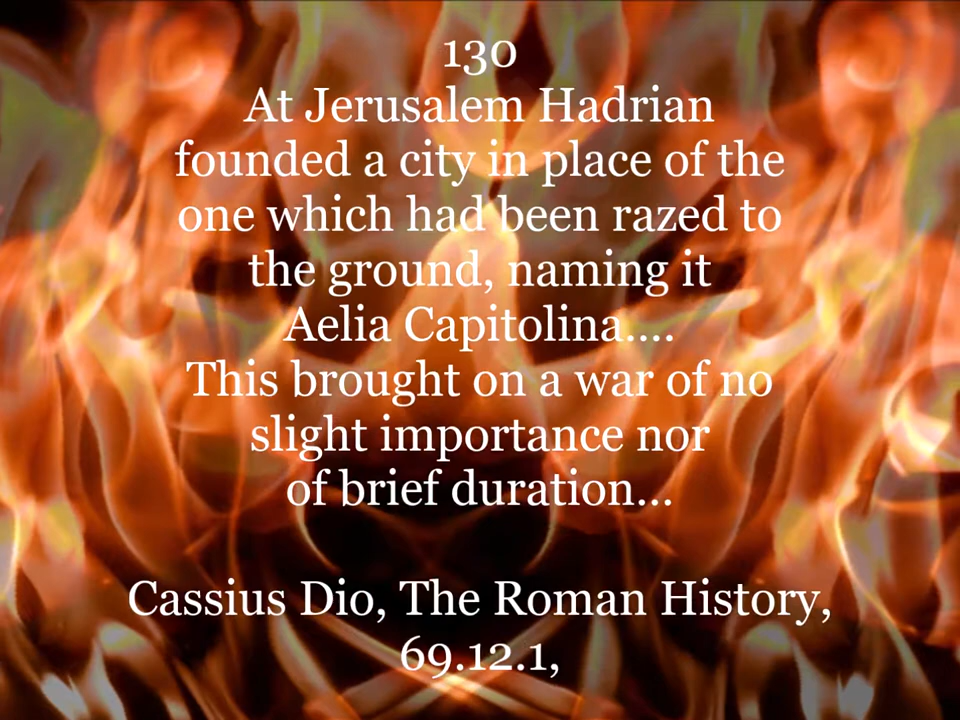 130
At Jerusalem Hadrian
founded a city in place of the
one which had been razed to
the ground, naming it
Aelia Capitolina....
This brought on a war of no
slight importance nor
of brief duration...
Cassius Dio, The Roman History,
69.12.1,